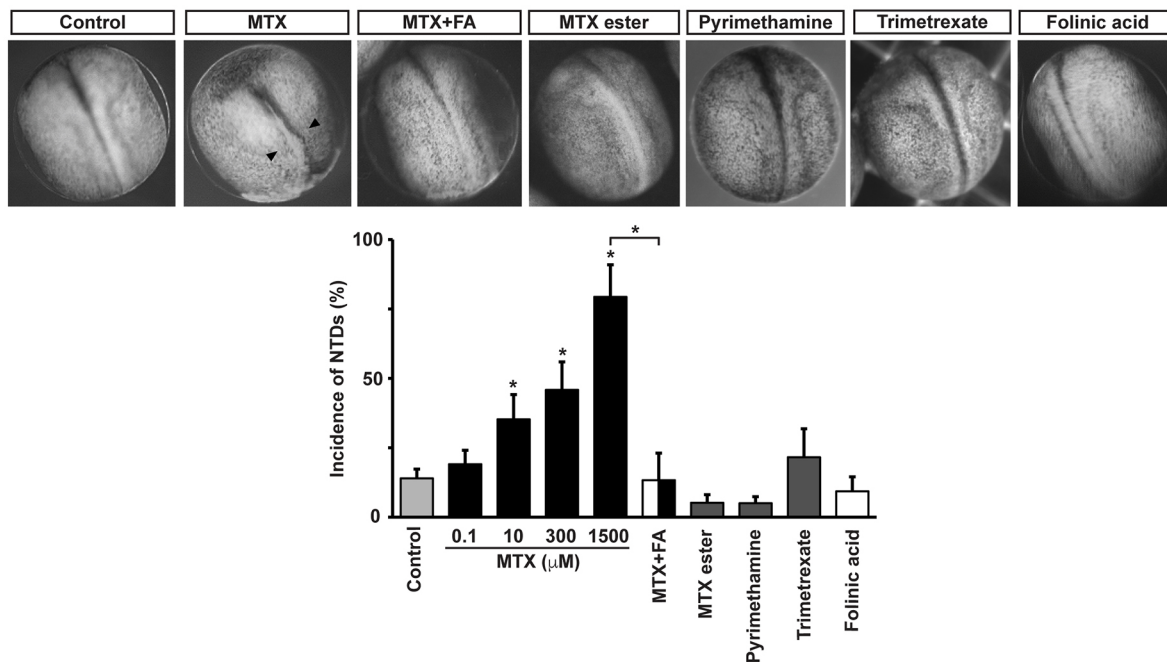 Control MTX MTX+FA MTX ester Pyrimethamine Trimetrexate Folinic acid
*
100
*
*
*
50
0
Incidence of NTDs (%)
0.1 10 300 1500
MTX (μM)
Control
MTX+FA
MTX ester
Pyrimethamine
Trimetrexate
Folinic acid